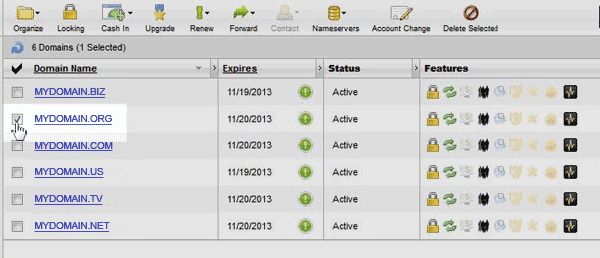 Organize Locking Cash In Upgrade Renew Forward Contact Nameservers Account Change Delete Selected
6 Domains (1 Selected)
Domain Name Expires Status Features
MYDOMAIN.BIZ 11/19/2013 Active
MYDOMAIN.ORG 11/20/2013 Active
MYDOMAIN.COM 11/20/2013 Active
MYDOMAIN.US 11/19/2013 Active
MYDOMAIN.TV 11/20/2013 Active
MYDOMAIN.NET 11/20/2013 Active